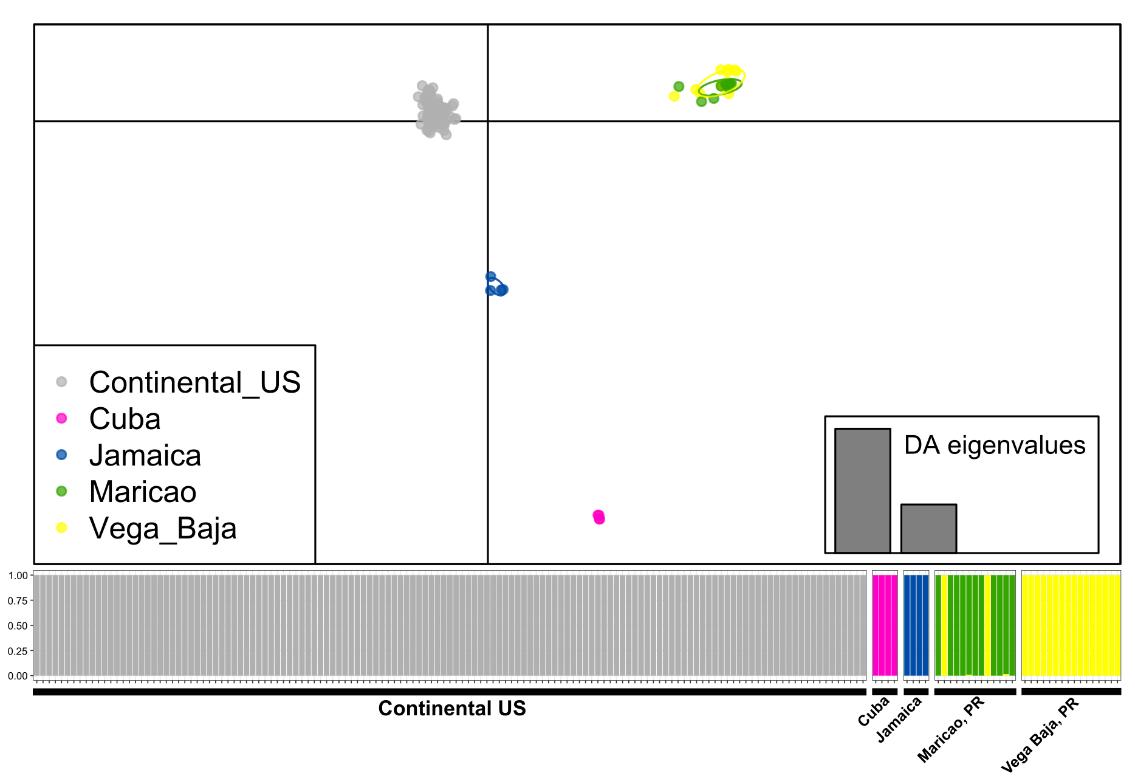 Continental_US
Cuba
Jamaica
Maricao
Vega_Baja
DA eigenvalues
1.00
0.75
0.50
0.25
0.00
Continental US
Cuba
Jamaica
Maricao, PR
Vega Baja, PR